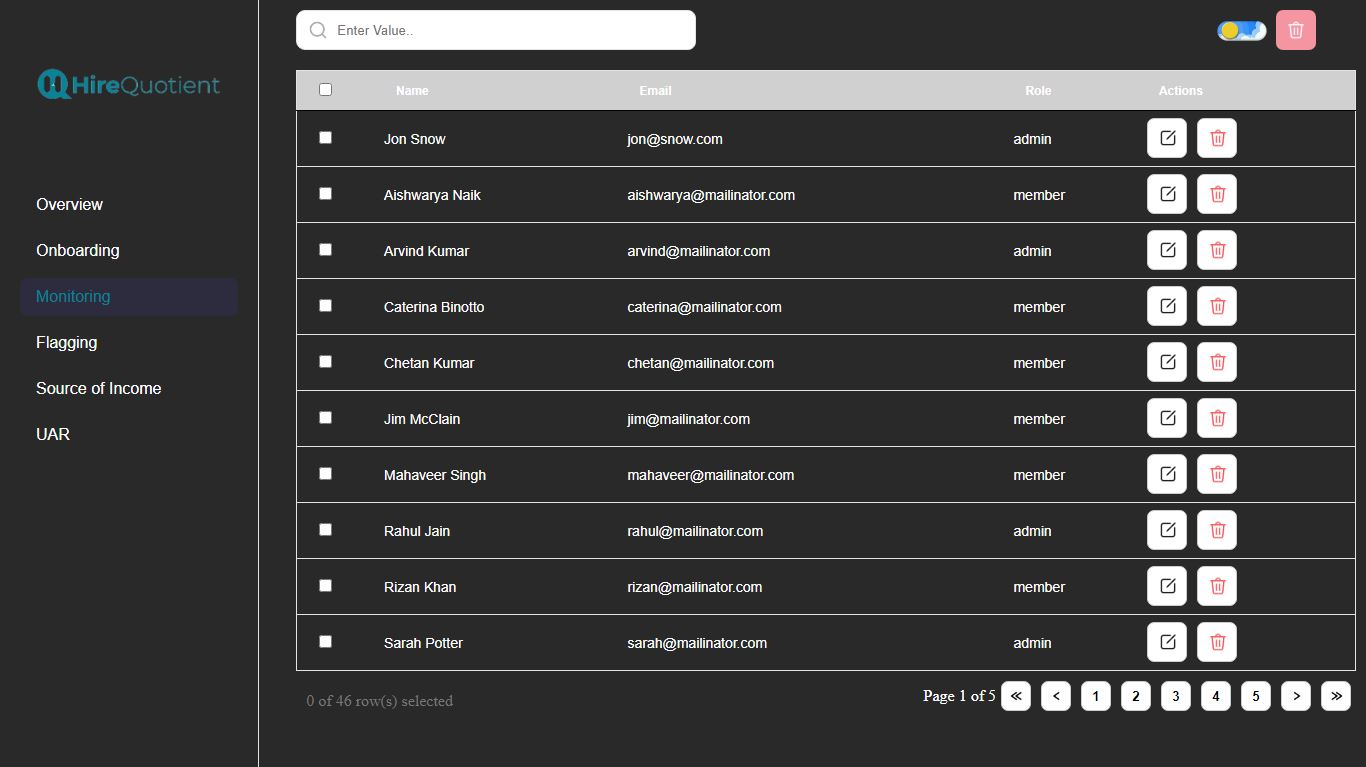 HireQuotient
Overview
Onboarding
Monitoring
Flagging
Source of Income
UAR
Enter Value..
Name Email Role Actions
Jon Snow jon@snow.com admin
Aishwarya Naik aishwarya@mailinator.com member
Arvind Kumar arvind@mailinator.com admin
Caterina Binotto caterina@mailinator.com member
Chetan Kumar chetan@mailinator.com member
Jim McClain jim@mailinator.com member
Mahaveer Singh mahaveer@mailinator.com member
Rahul Jain rahul@mailinator.com admin
Rizan Khan rizan@mailinator.com member
Sarah Potter sarah@mailinator.com admin
0 of 46 row(s) selected
Page 1 of 5 « < 1 2 3 4 5 > »